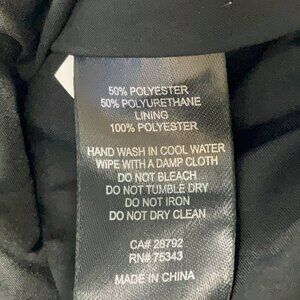 50% POLYESTER
50% POLYURETHANE
LINING
100% POLYESTER
HAND WASH IN COOL WATER
WIPE WITH A DAMP CLOTH
DO NOT BLEACH
DO NOT TUMBLE DRY
DO NOT IRON
DO NOT DRY CLEAN
CA# 28792
RN# 75343
MADE IN CHINA